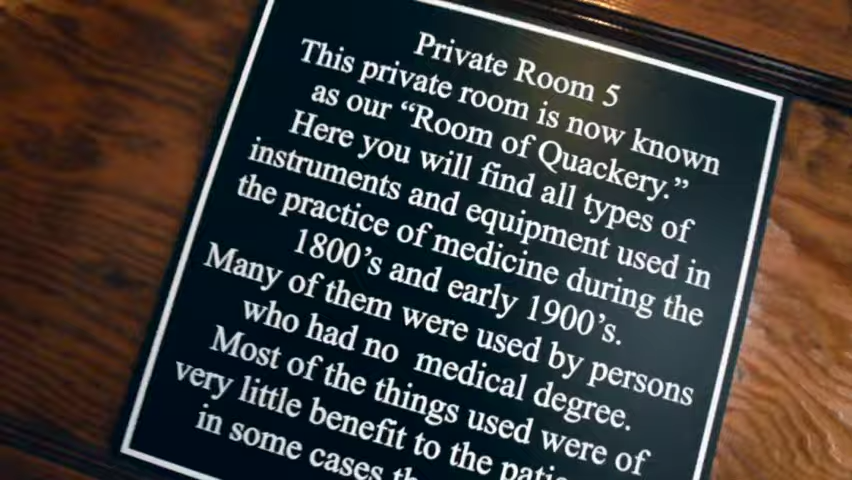 Private Room 5
This private room is now known
as our “Room of Quackery.”
Here you will find all types of
instruments and equipment used in
the practice of medicine during the
1800’s and early 1900’s.
Many of them were used by persons
who had no medical degree.
Most of the things used were of
very little benefit to the
in some cases